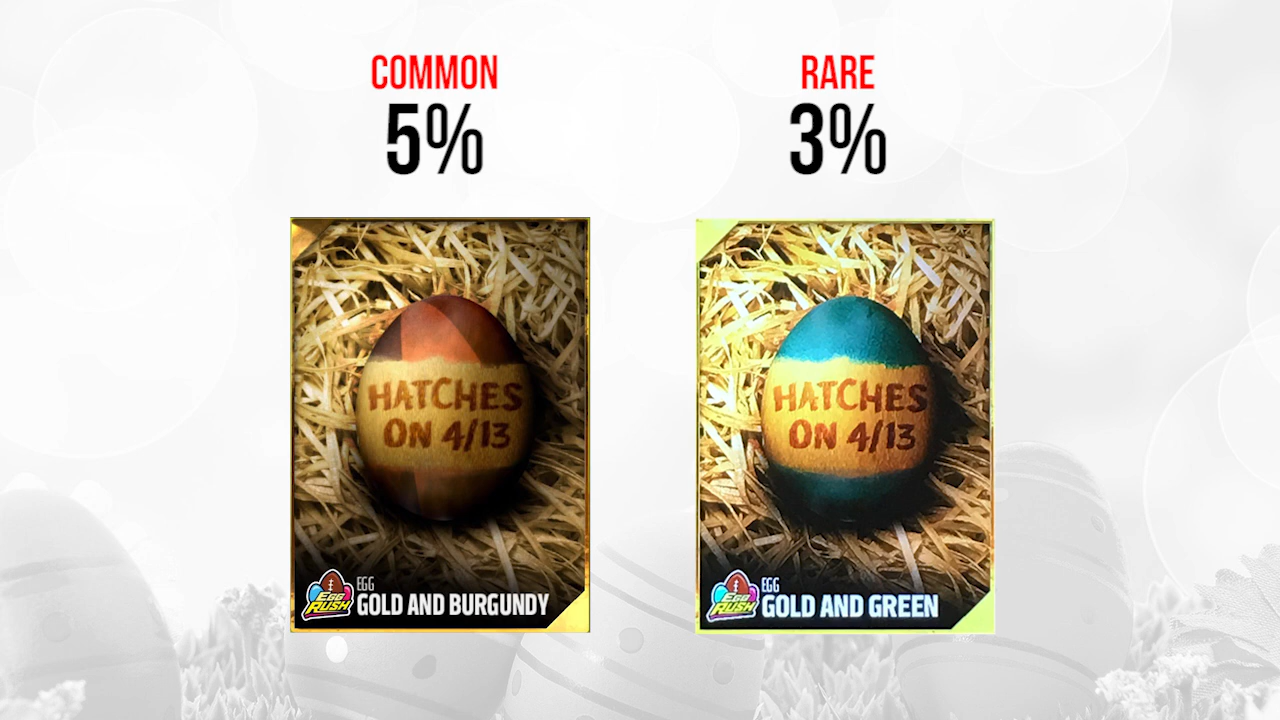 COMMON
5%
RARE
3%
HATCHES
ON 4/13
EGG
RUSH
EGG
GOLD AND BURGUNDY
HATCHES
ON 4/13
EGG
RUSH
EGG
GOLD AND GREEN